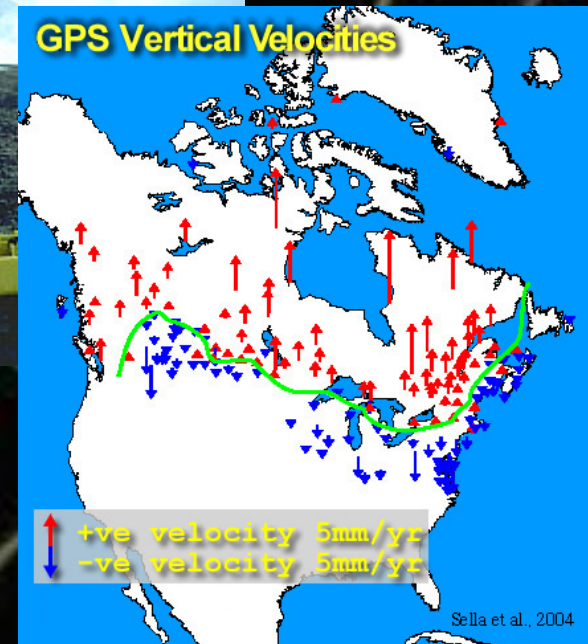 GPS Vertical Velocities
+ve velocity 5mm/yr
-ve velocity 5mm/yr
Sella et al., 2004